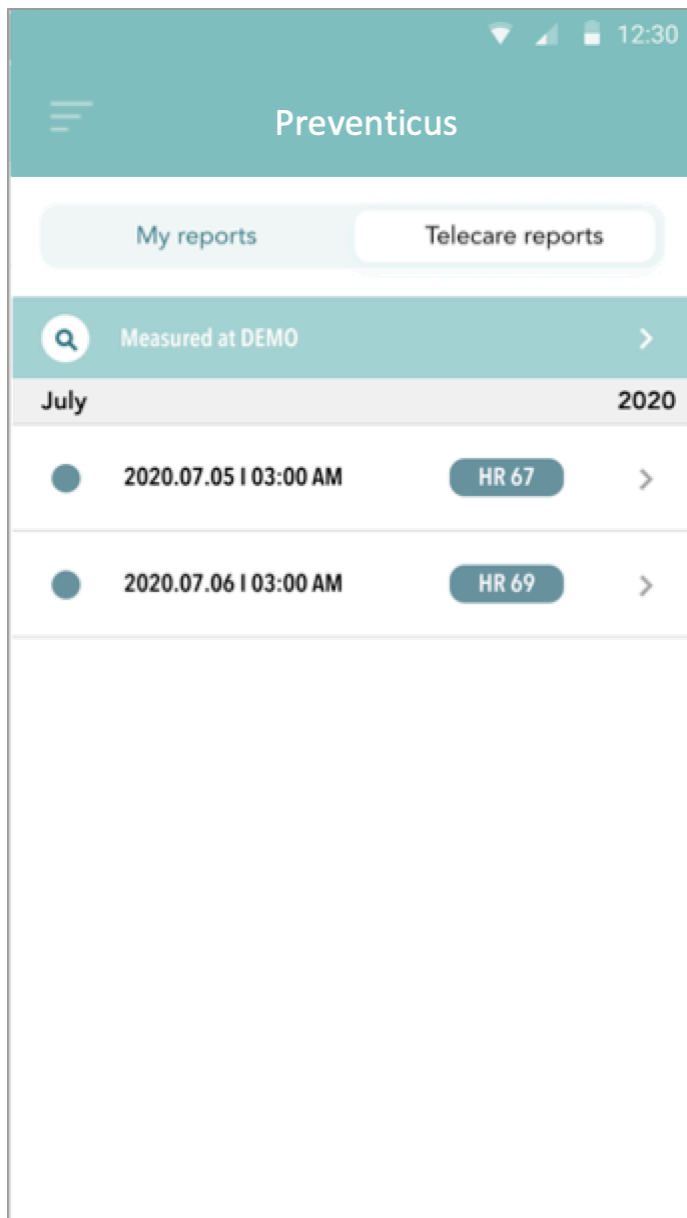 12:30
Preventicus
My reports Telecare reports
Measured at DEMO
July 2020
2020.07.05 I 03:00 AM HR 67
2020.07.06 I 03:00 AM HR 69